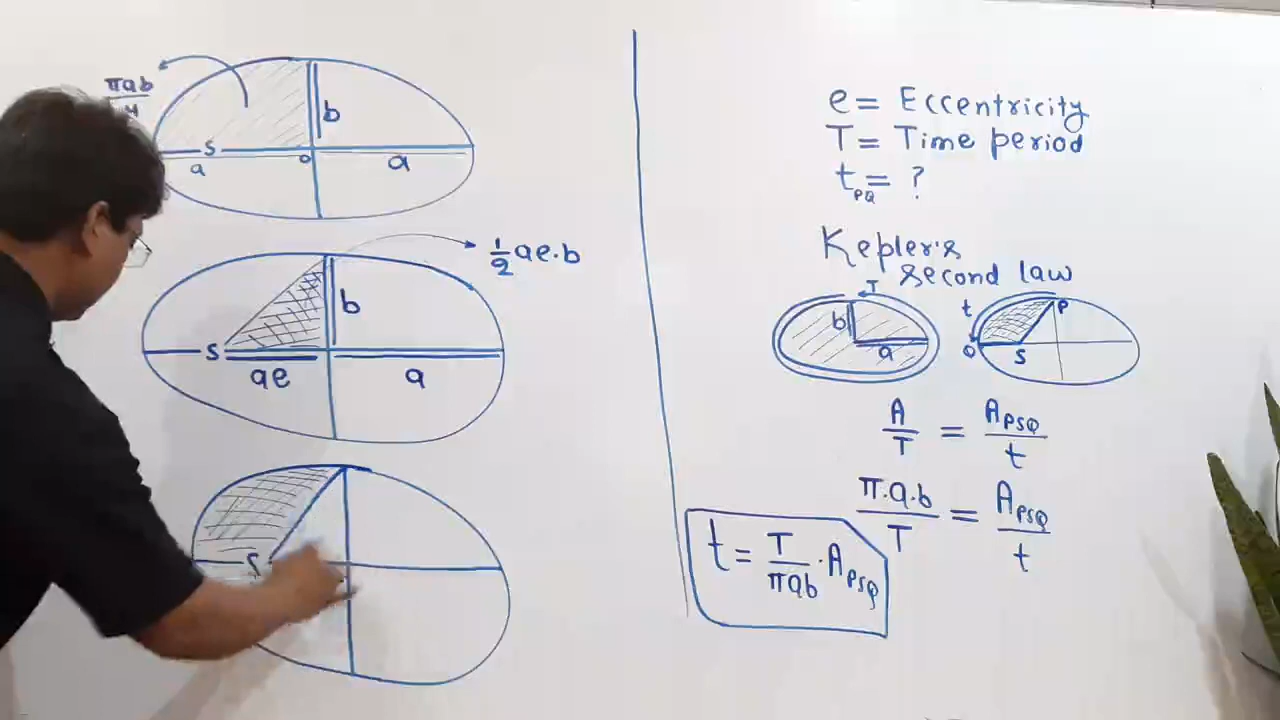 πab
4
b
S
o
a
a
1/2 ae.b
b
S
ae
a
S
e = Eccentricity
T = Time period
t_PQ = ?
Kepler's
second law
T
b
a
t
P
Q
S
A/T = A_PSQ/t
π.a.b/T = A_PSQ/t
t = T/πab . A_PSQ